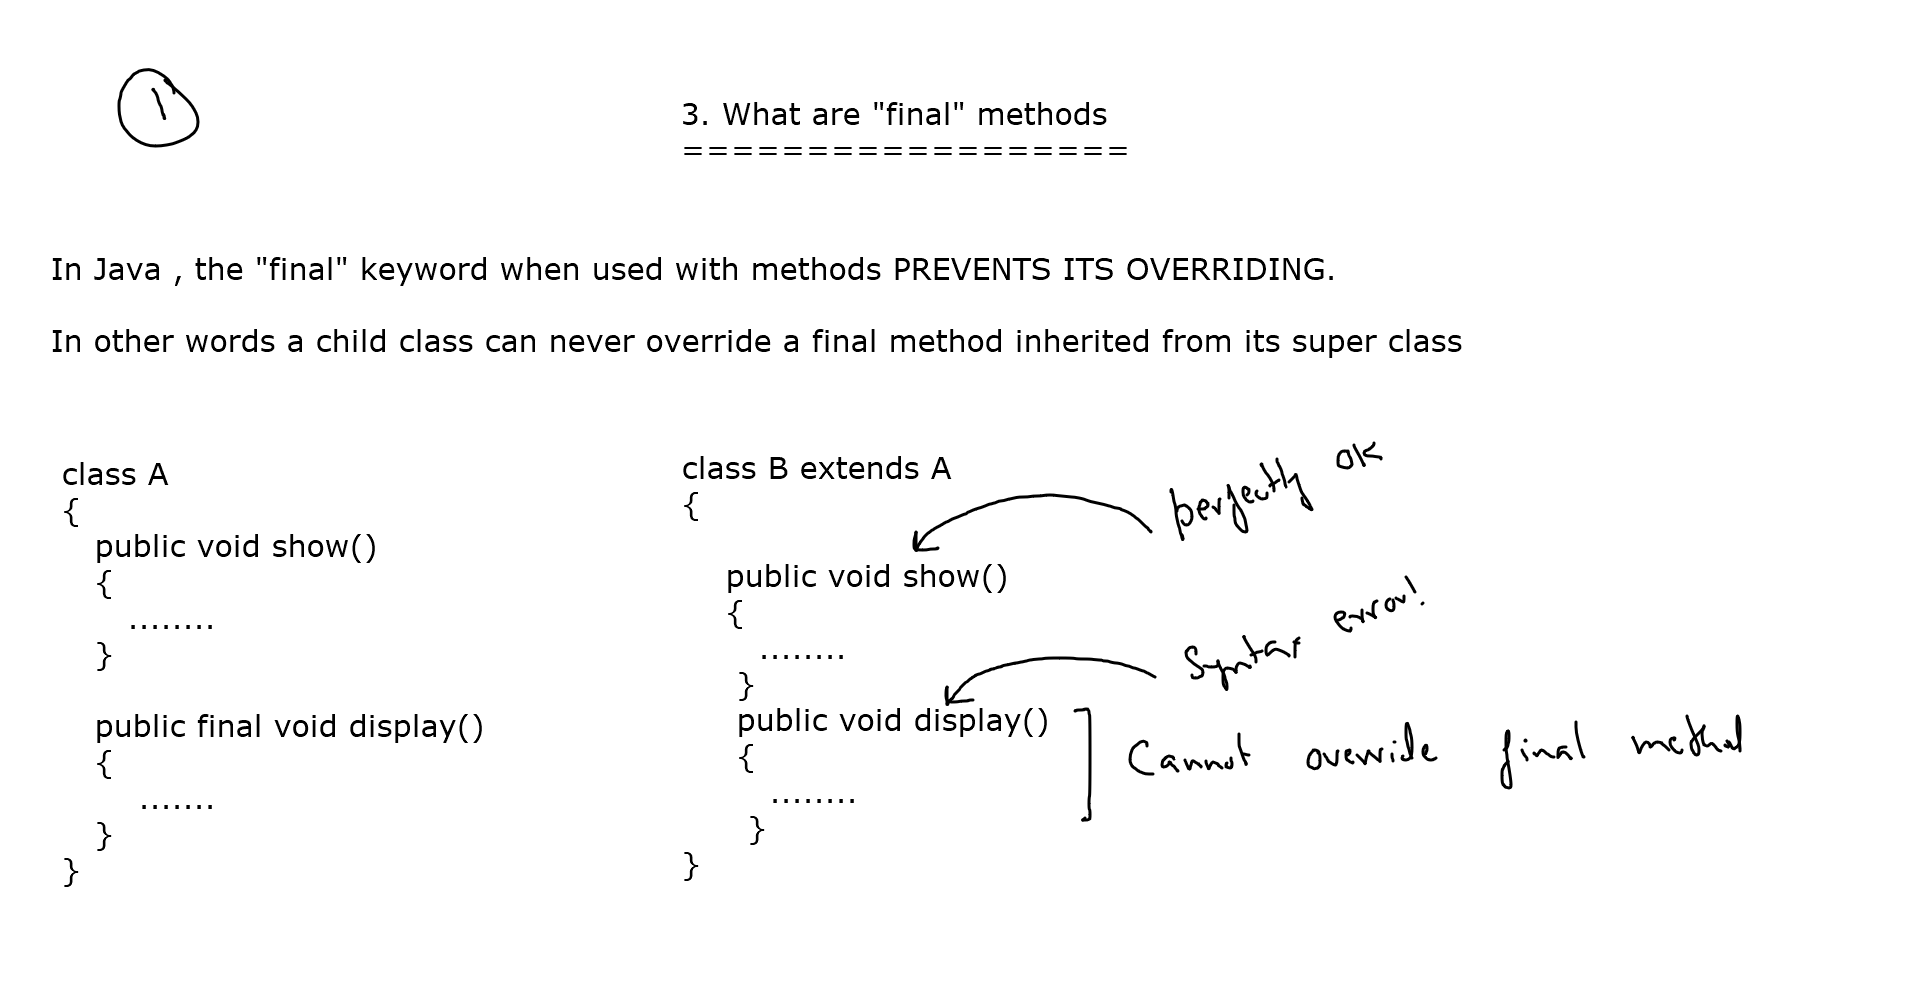 1
3. What are "final" methods
==================
In Java , the "final" keyword when used with methods PREVENTS ITS OVERRIDING.
In other words a child class can never override a final method inherited from its super class
class A
{
public void show()
{
........
}
public final void display()
{
.......
}
}
class B extends A
{
perfectly ok
public void show()
{
........
}
Syntax error!
public void display()
{
........
}
Cannot override final method
}